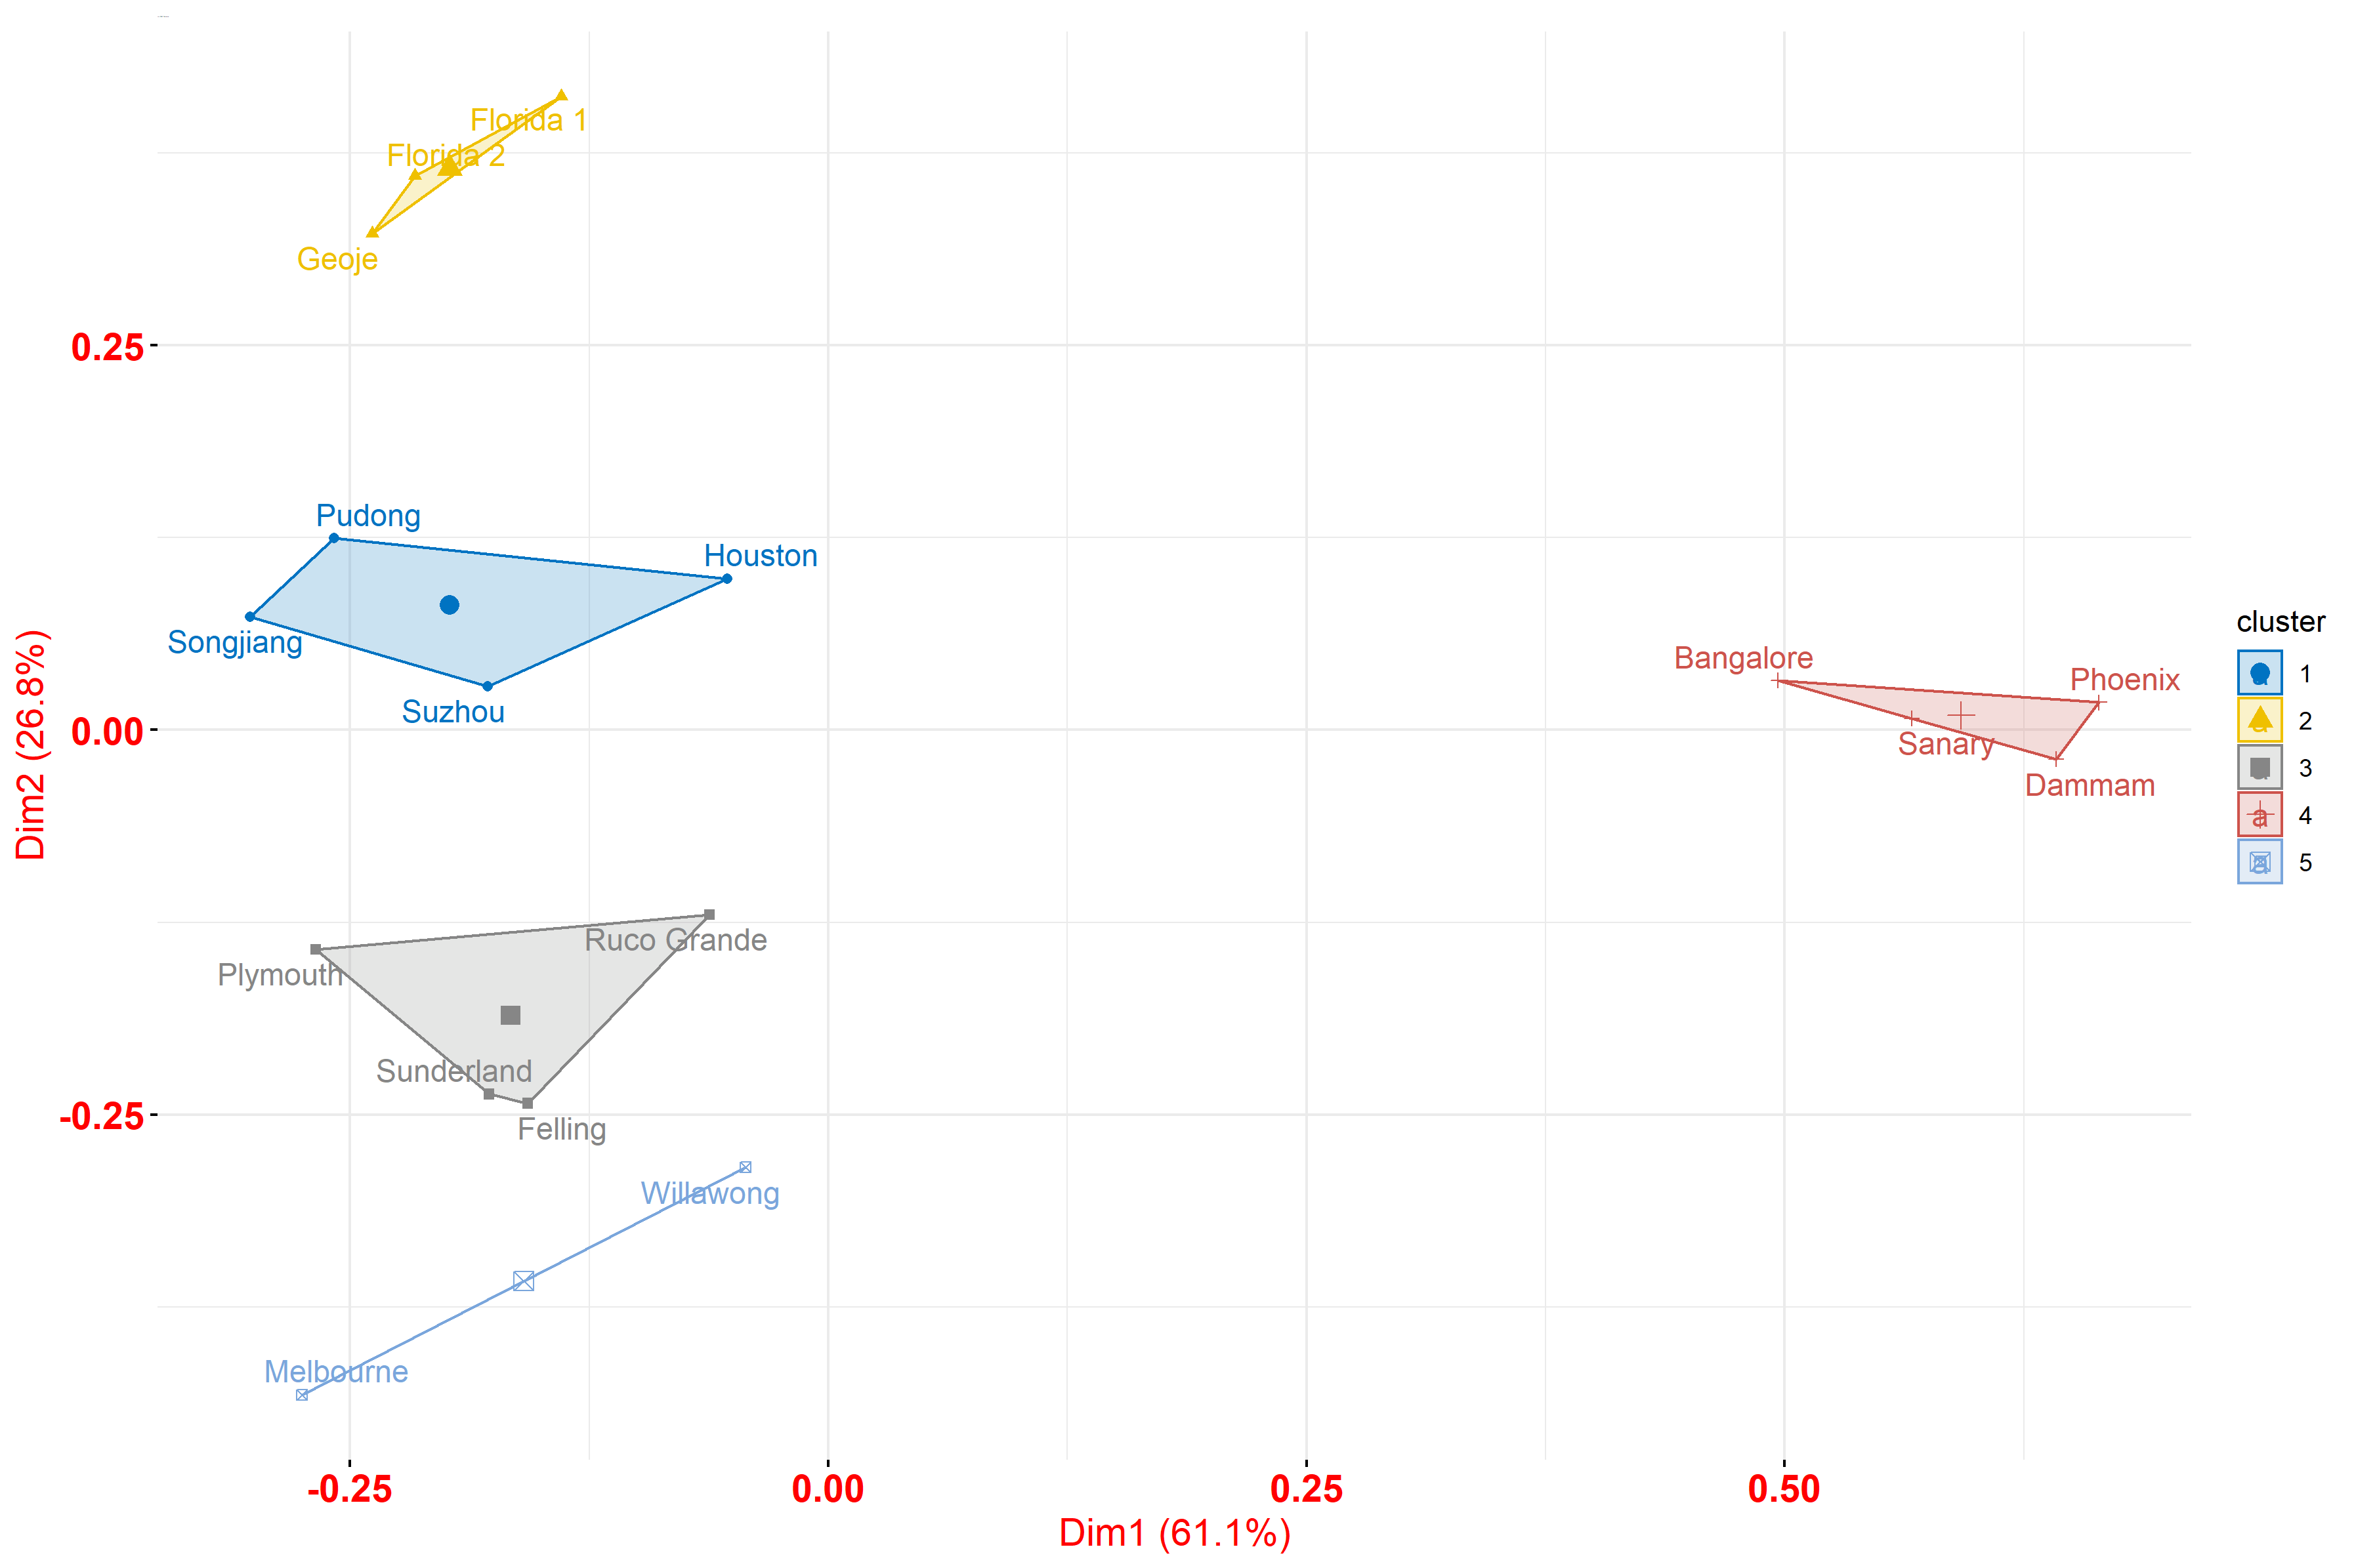 Florida 1
Florida 2
Geoje
0.25
Pudong
Houston
Songjiang
Suzhou
Bangalore
Phoenix
Sanary
Dammam
0.00
Dim2 (26.8%)
cluster
a 1
a 2
a 3
a 4
a 5
Ruco Grande
Plymouth
Sunderland
Felling
-0.25
Willawong
Melbourne
-0.25 0.00 0.25 0.50
Dim1 (61.1%)